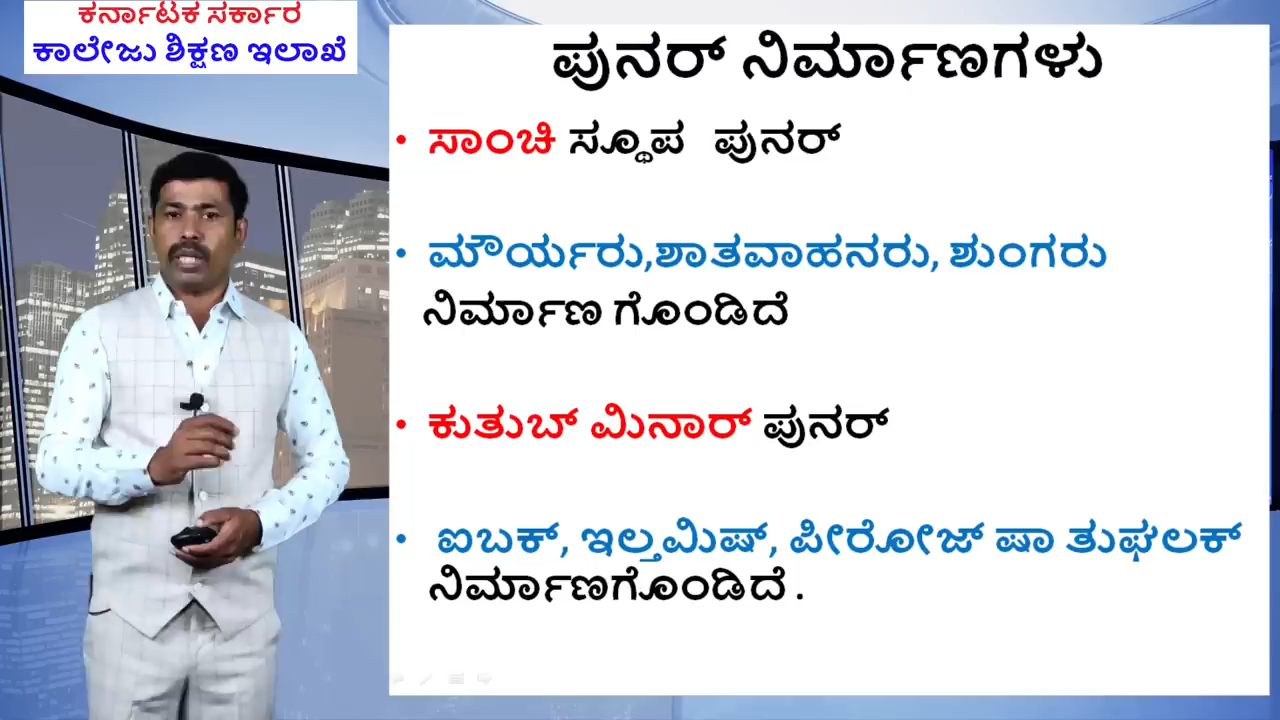 ಕರ್ನಾಟಕ ಸರ್ಕಾರ
ಕಾಲೇಜು ಶಿಕ್ಷಣ ಇಲಾಖೆ
ಪುನರ್ ನಿರ್ಮಾಣಗಳು
• ಸಾಂಚಿ ಸ್ತೂಪ ಪುನರ್
• ಮೌರ್ಯರು,ಶಾತವಾಹನರು, ಶುಂಗರು
ನಿರ್ಮಾಣ ಗೊಂಡಿದೆ
• ಕುತುಬ್ ಮಿನಾರ್ ಪುನರ್
• ಐಬಕ್, ಇಲ್ತಮಿಷ್, ಪೀರೋಜ್ ಷಾ ತುಘಲಕ್
ನಿರ್ಮಾಣಗೊಂಡಿದೆ .